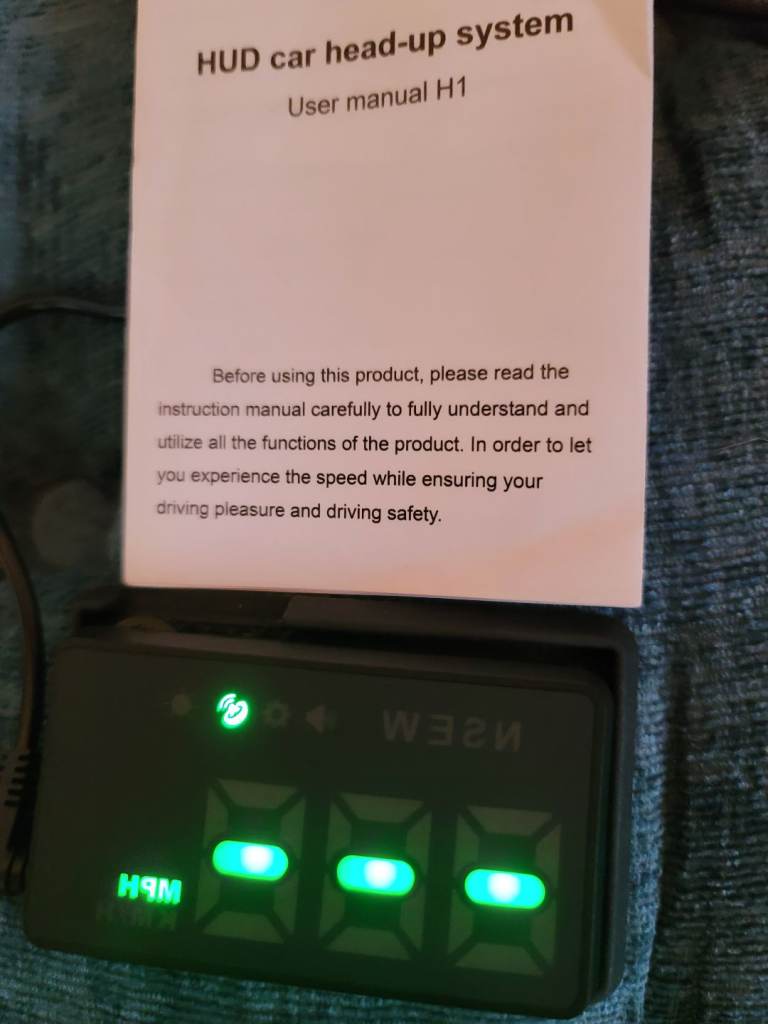 HUD car head-up system
User manual H1
Before using this product, please read the
instruction manual carefully to fully understand and
utilize all the functions of the product. In order to let
you experience the speed while ensuring your
driving pleasure and driving safety.
NSEW
---
MPH